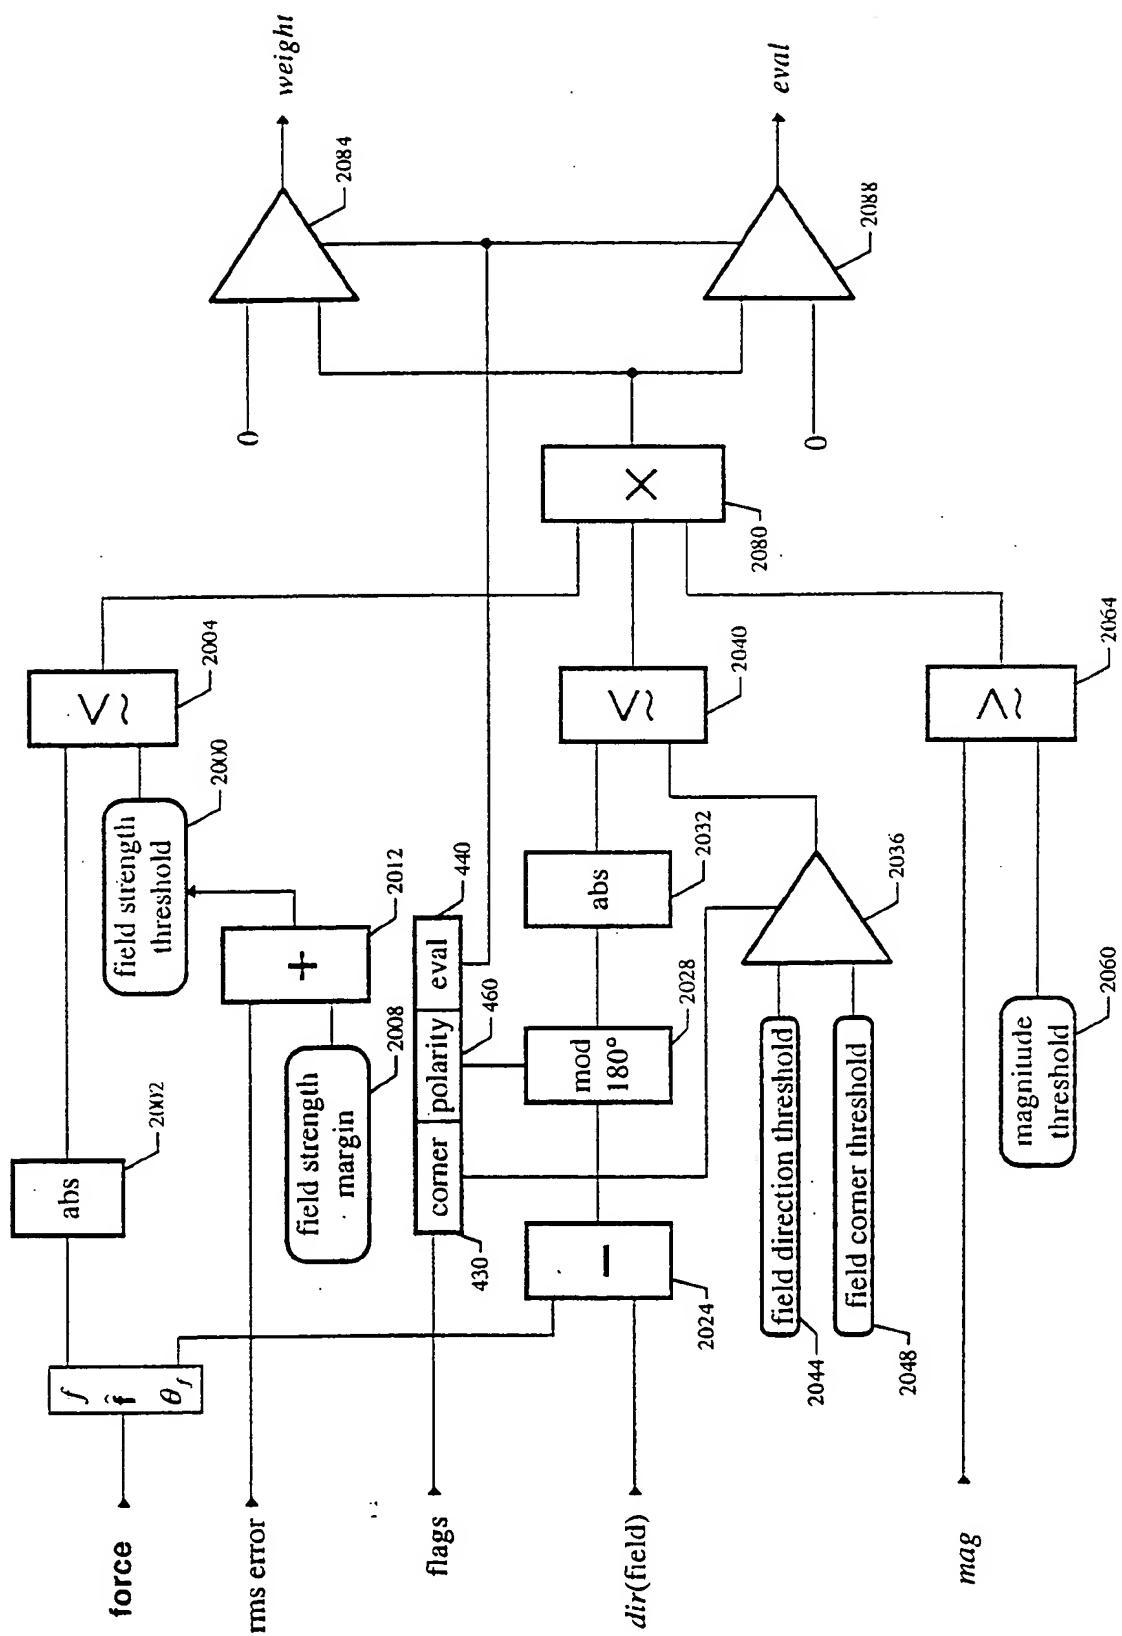 f
f̂
θf
abs
2002
≲
2004
field strength
threshold
2000
0
weight
2084
force
rms error
field strength
margin
2008
+
2012
flags
corner
polarity
eval
430
460
440
dir(field)
−
2024
mod
180°
2028
abs
2032
≲
2040
×
2080
field direction threshold
2044
field corner threshold
2048
2036
0
eval
2088
mag
magnitude
threshold
2060
≳
2064